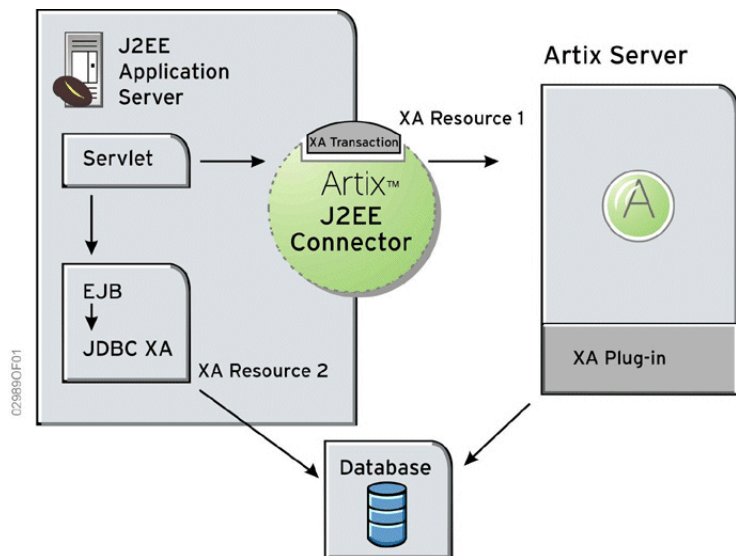 J2EE
Application
Server
Servlet
EJB
JDBC XA
XA Transaction
Artix™
J2EE
Connector
XA Resource 1
XA Resource 2
Artix Server
A
XA Plug-in
Database
02989OF01